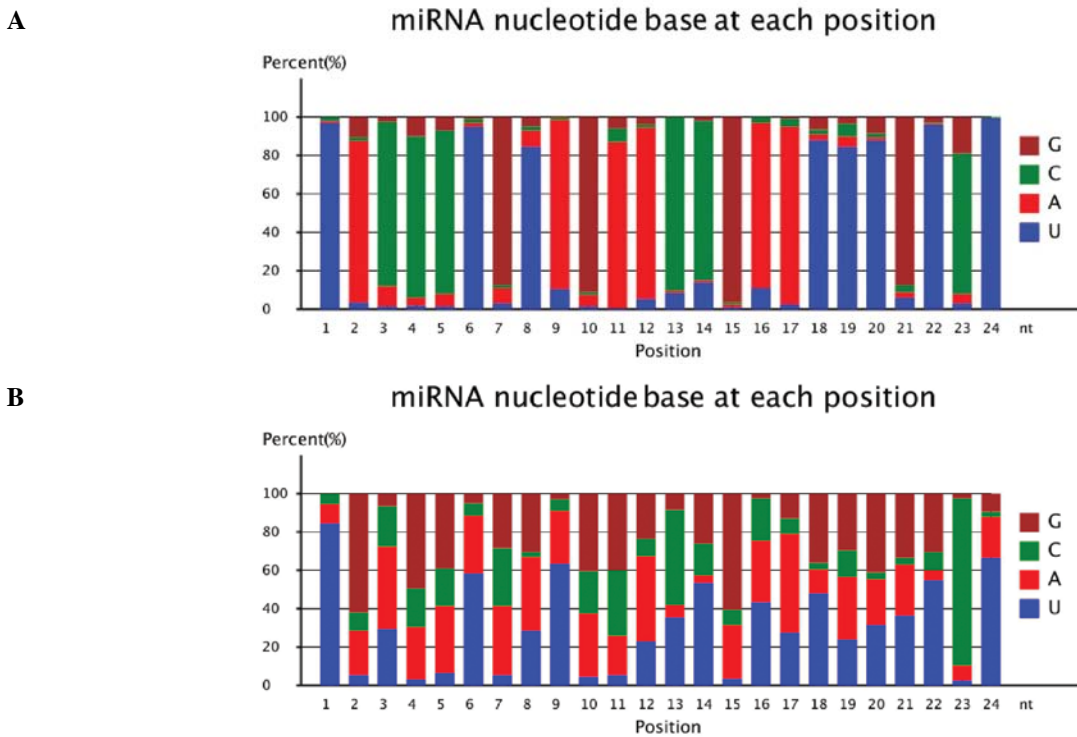 A
miRNA nucleotide base at each position
Percent(%)
100
80
60
40
20
0
G
C
A
U
1 2 3 4 5 6 7 8 9 10 11 12 13 14 15 16 17 18 19 20 21 22 23 24 nt
Position
B
miRNA nucleotide base at each position
Percent(%)
100
80
60
40
20
0
G
C
A
U
1 2 3 4 5 6 7 8 9 10 11 12 13 14 15 16 17 18 19 20 21 22 23 24 nt
Position